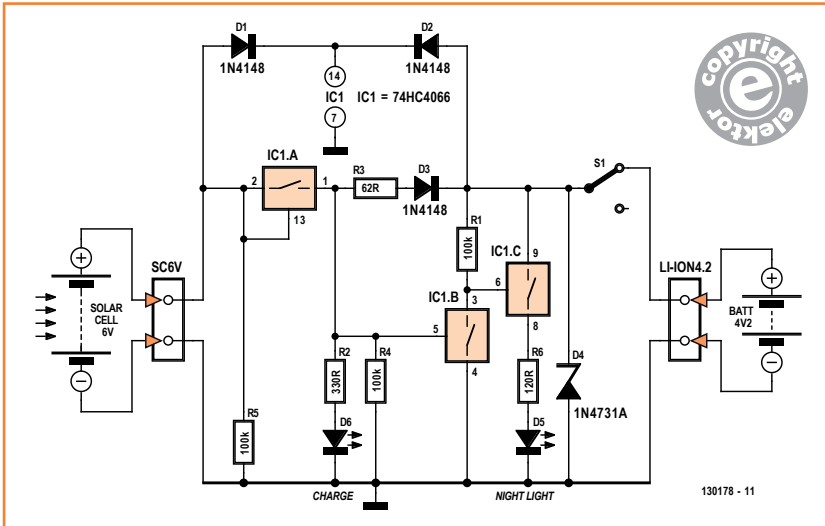 D1
D2
1N4148
1N4148
14
IC1
IC1 = 74HC4066
7
copyright
e
elektor
IC1.A
2
1
13
R3
62R
D3
1N4148
S1
R1
100k
IC1.C
9
6
8
SC6V
LI-ION4.2
+
SOLAR
CELL
6V
–
IC1.B
3
5
4
+
BATT
4V2
–
R2
330R
R4
100k
R6
120R
D4
1N4731A
R5
100k
D6
D5
CHARGE
NIGHT LIGHT
130178 - 11